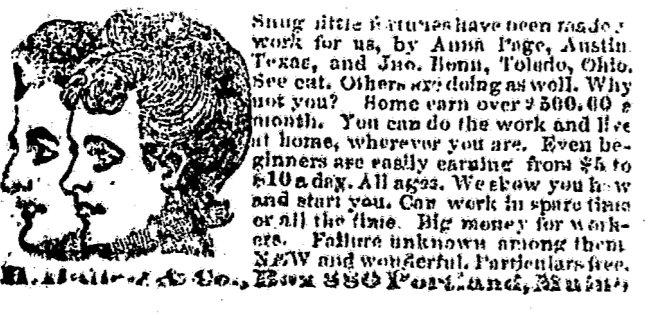 Snug little fortunes have been made at
work for us, by Anna Page, Austin
Texas, and Jno. Bonn, Toledo, Ohio.
See cut. Others are doing as well. Why
not you? Some earn over $500.00 a
month. You can do the work and live
at home, wherever you are. Even be-
ginners are easily earning from $5 to
$10 a day. All ages. We show you how
and start you. Can work in spare time
or all the time. Big money for work-
ers. Failure unknown among them
NEW and wonderful. Particulars free.
H. Hallett & Co., Box 880 Portland, Maine